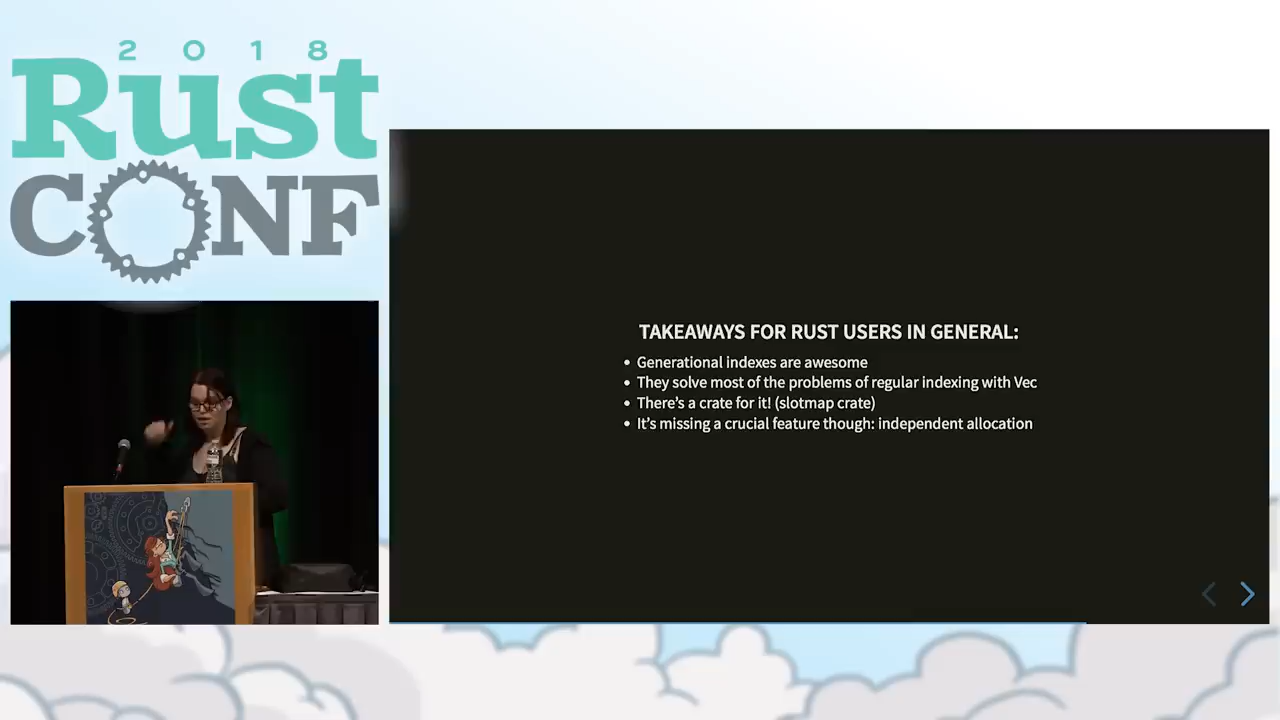 2018
Rust
CONF
TAKEAWAYS FOR RUST USERS IN GENERAL:
• Generational indexes are awesome
• They solve most of the problems of regular indexing with Vec
• There's a crate for it! (slotmap crate)
• It's missing a crucial feature though: independent allocation